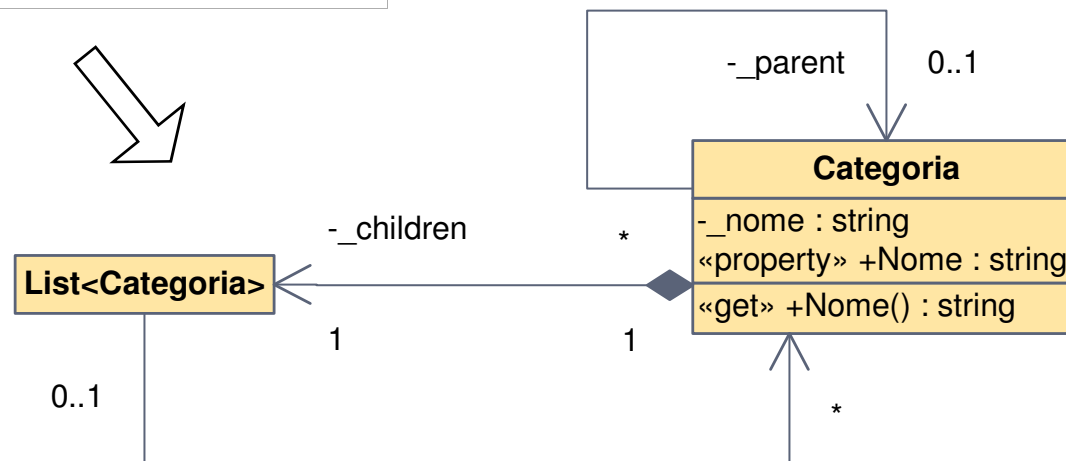 -_parent
0..1
Categoria
-_nome : string
«property» +Nome : string
«get» +Nome() : string
-_children
*
List<Categoria>
1
1
0..1
*